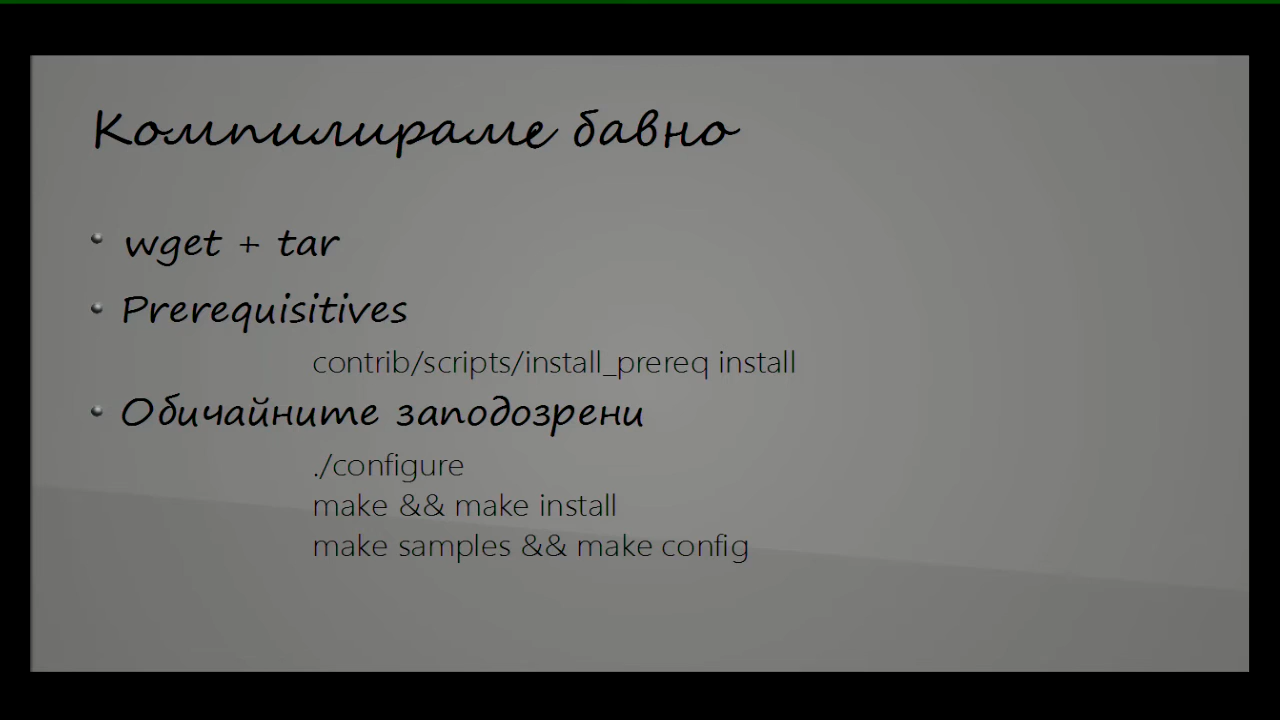 Компилираме бавно
wget + tar
Prerequisitives
contrib/scripts/install_prereq install
Обичайните заподозрени
./configure
make && make install
make samples && make config